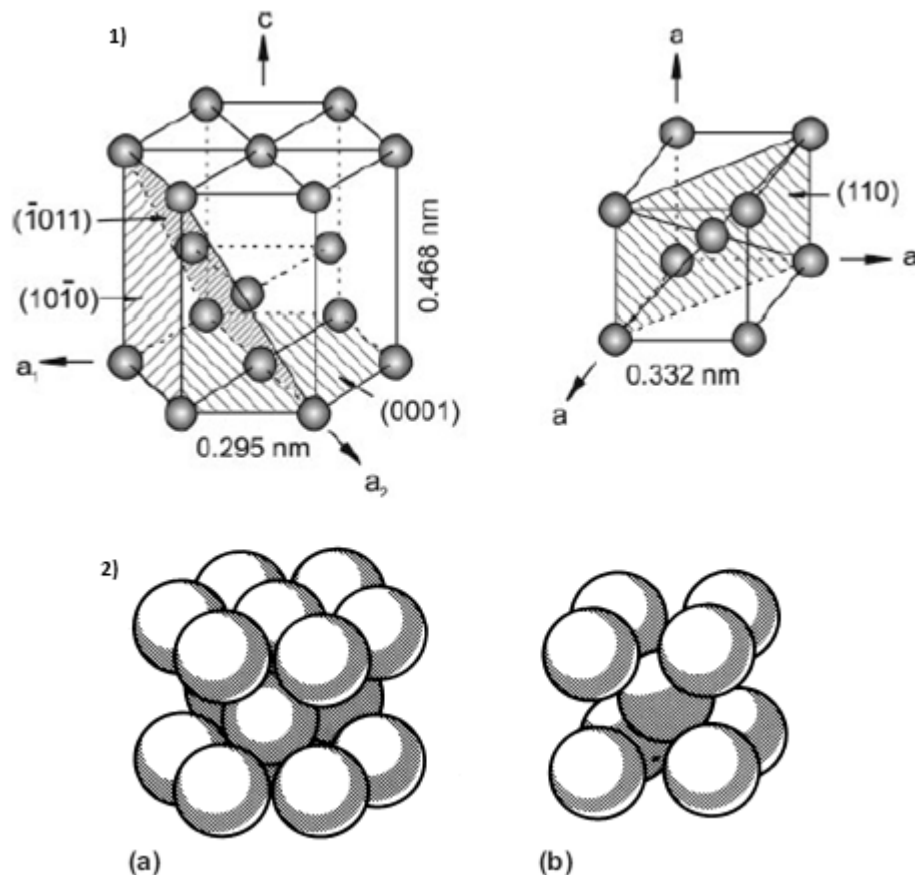 1)
c
(1̄011)
(101̄0)
a₁
0.468 nm
(0001)
0.295 nm
a₂
a
(110)
a
0.332 nm
a
2)
(a)
(b)